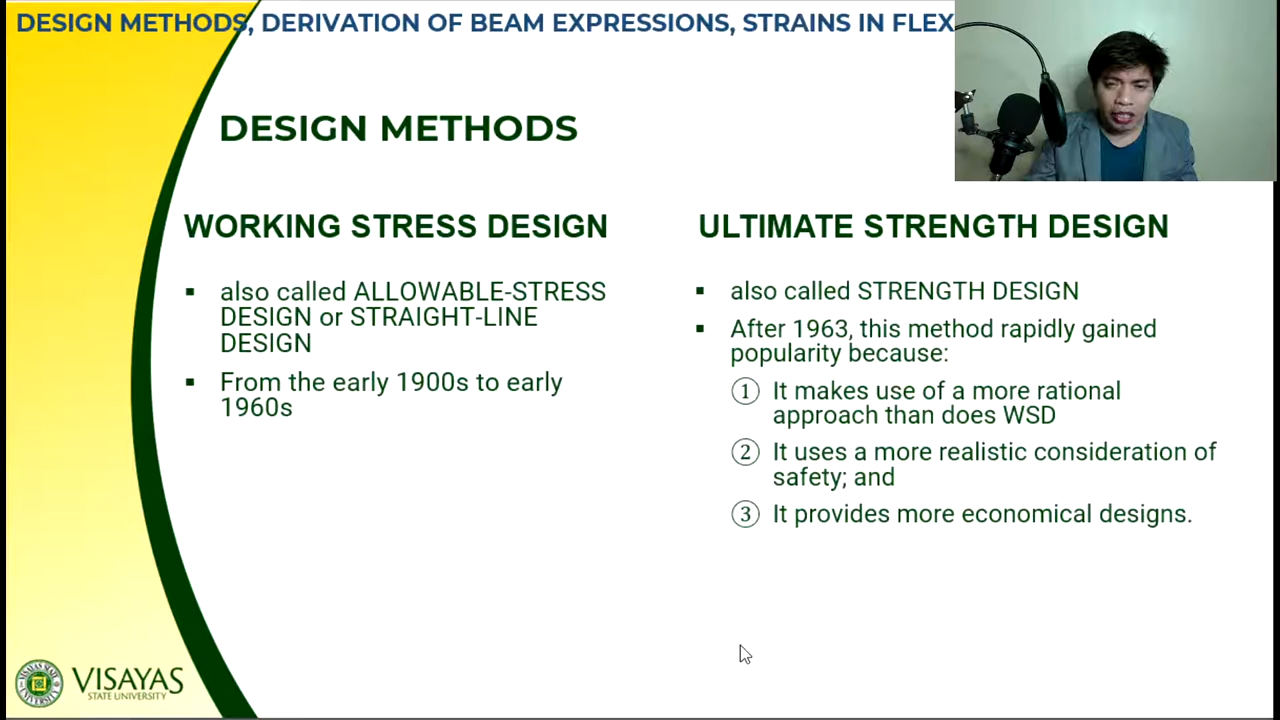 DESIGN METHODS, DERIVATION OF BEAM EXPRESSIONS, STRAINS IN FLEX
DESIGN METHODS
WORKING STRESS DESIGN
▪ also called ALLOWABLE-STRESS
DESIGN or STRAIGHT-LINE
DESIGN
▪ From the early 1900s to early
1960s
ULTIMATE STRENGTH DESIGN
▪ also called STRENGTH DESIGN
▪ After 1963, this method rapidly gained
popularity because:
① It makes use of a more rational
approach than does WSD
② It uses a more realistic consideration of
safety; and
③ It provides more economical designs.
VISAYAS
STATE UNIVERSITY